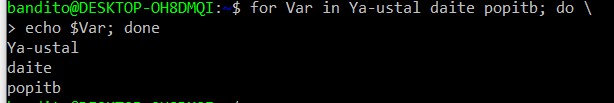 bandito@DESKTOP-OH8DMQI:~$ for Var in Ya-ustal daite popitb; do \
> echo $Var; done
Ya-ustal
daite
popitb